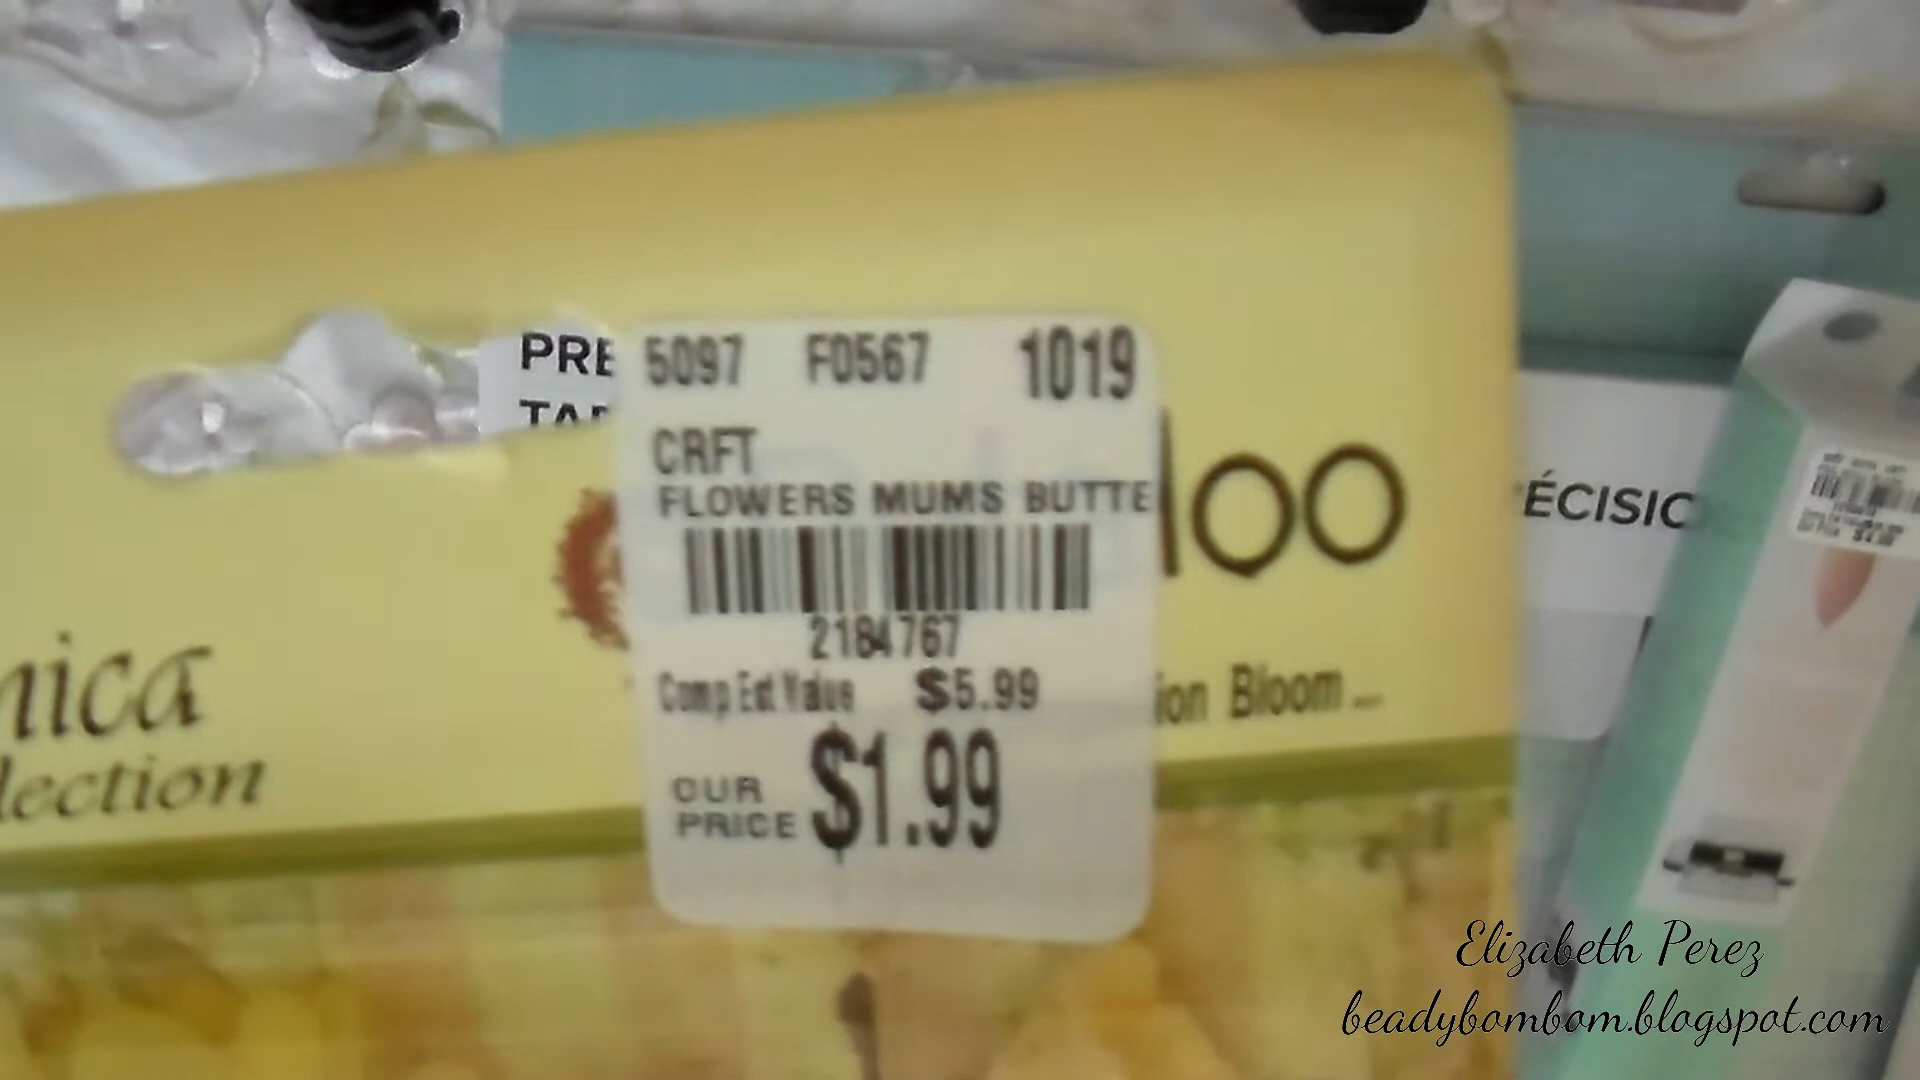 PRE
5097 F0567 1019
CRFT
FLOWERS MUMS BUTTE
2184767
Comp Est Value $5.99
OUR
PRICE $1.99
loo
ion Bloom...
nica
lection
ÉCISIO
Elizabeth Perez
beadybombom.blogspot.com